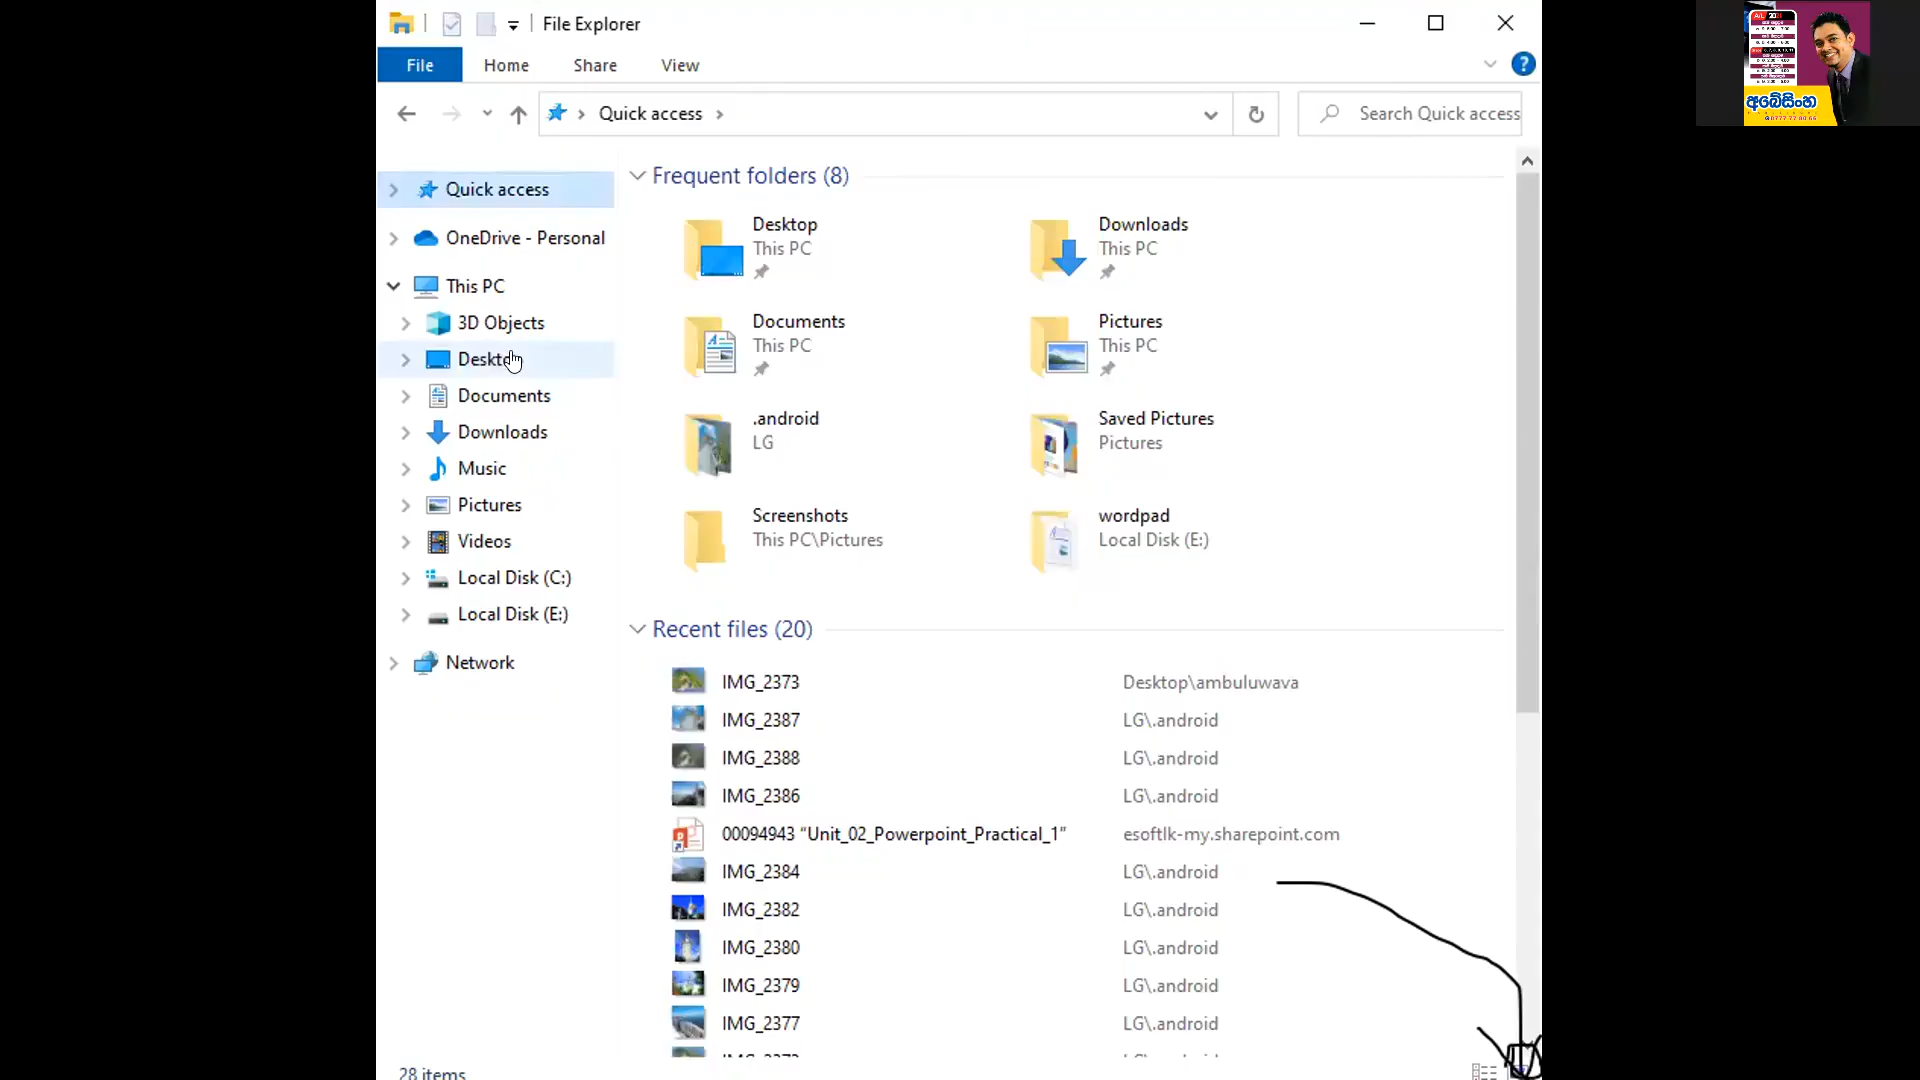 File Explorer
File Home Share View
Quick access Search Quick access
Quick access
OneDrive - Personal
This PC
3D Objects
Desktop
Documents
Downloads
Music
Pictures
Videos
Local Disk (C:)
Local Disk (E:)
Network
Frequent folders (8)
Desktop
This PC
Downloads
This PC
Documents
This PC
Pictures
This PC
.android
LG
Saved Pictures
Pictures
Screenshots
This PC\Pictures
wordpad
Local Disk (E:)
Recent files (20)
IMG_2373 Desktop\ambuluwava
IMG_2387 LG\.android
IMG_2388 LG\.android
IMG_2386 LG\.android
00094943 “Unit_02_Powerpoint_Practical_1” esoftlk-my.sharepoint.com
IMG_2384 LG\.android
IMG_2382 LG\.android
IMG_2380 LG\.android
IMG_2379 LG\.android
IMG_2377 LG\.android
28 items
අබේසිංහ